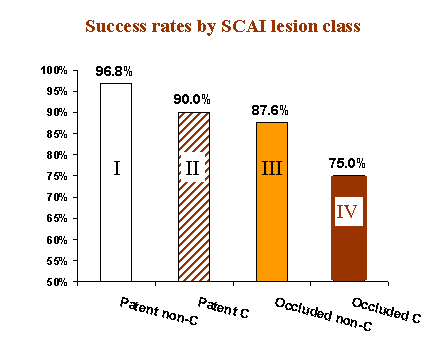 Success rates by SCAI lesion class
100%
95%
90%
85%
80%
75%
70%
65%
60%
55%
50%
96.8%
90.0%
87.6%
75.0%
I
II
III
IV
Patent non-C
Patent C
Occluded non-C
Occluded C